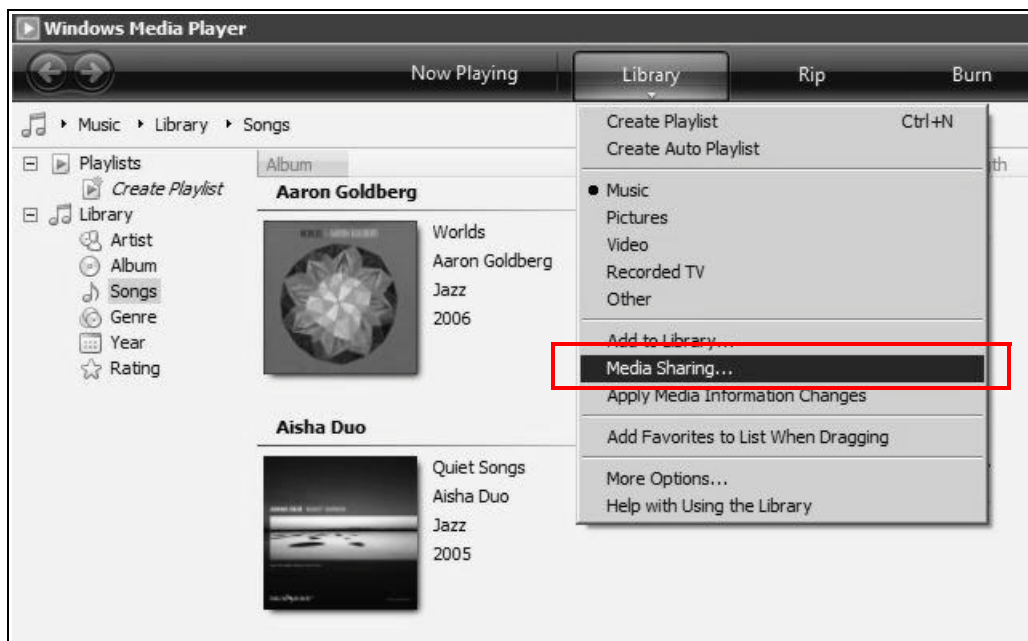 Windows Media Player
Now Playing
Library
Rip
Burn
Music
Library
Songs
Playlists
Create Playlist
Library
Artist
Album
Songs
Genre
Year
Rating
Album
Aaron Goldberg
Worlds
Aaron Goldberg
Jazz
2006
Aisha Duo
Quiet Songs
Aisha Duo
Jazz
2005
Create Playlist Ctrl+N
Create Auto Playlist
Music
Pictures
Video
Recorded TV
Other
Add to Library...
Media Sharing...
Apply Media Information Changes
Add Favorites to List When Dragging
More Options...
Help with Using the Library